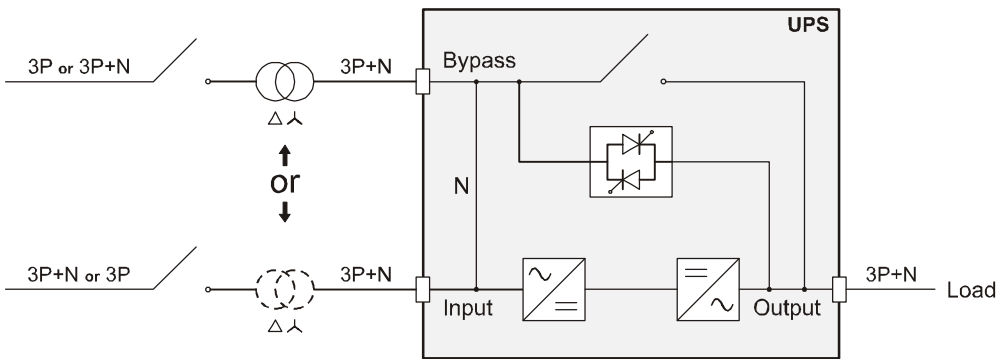 UPS
3P or 3P+N
3P+N
Bypass
or
N
3P+N or 3P
3P+N
Input
Output
3P+N
Load